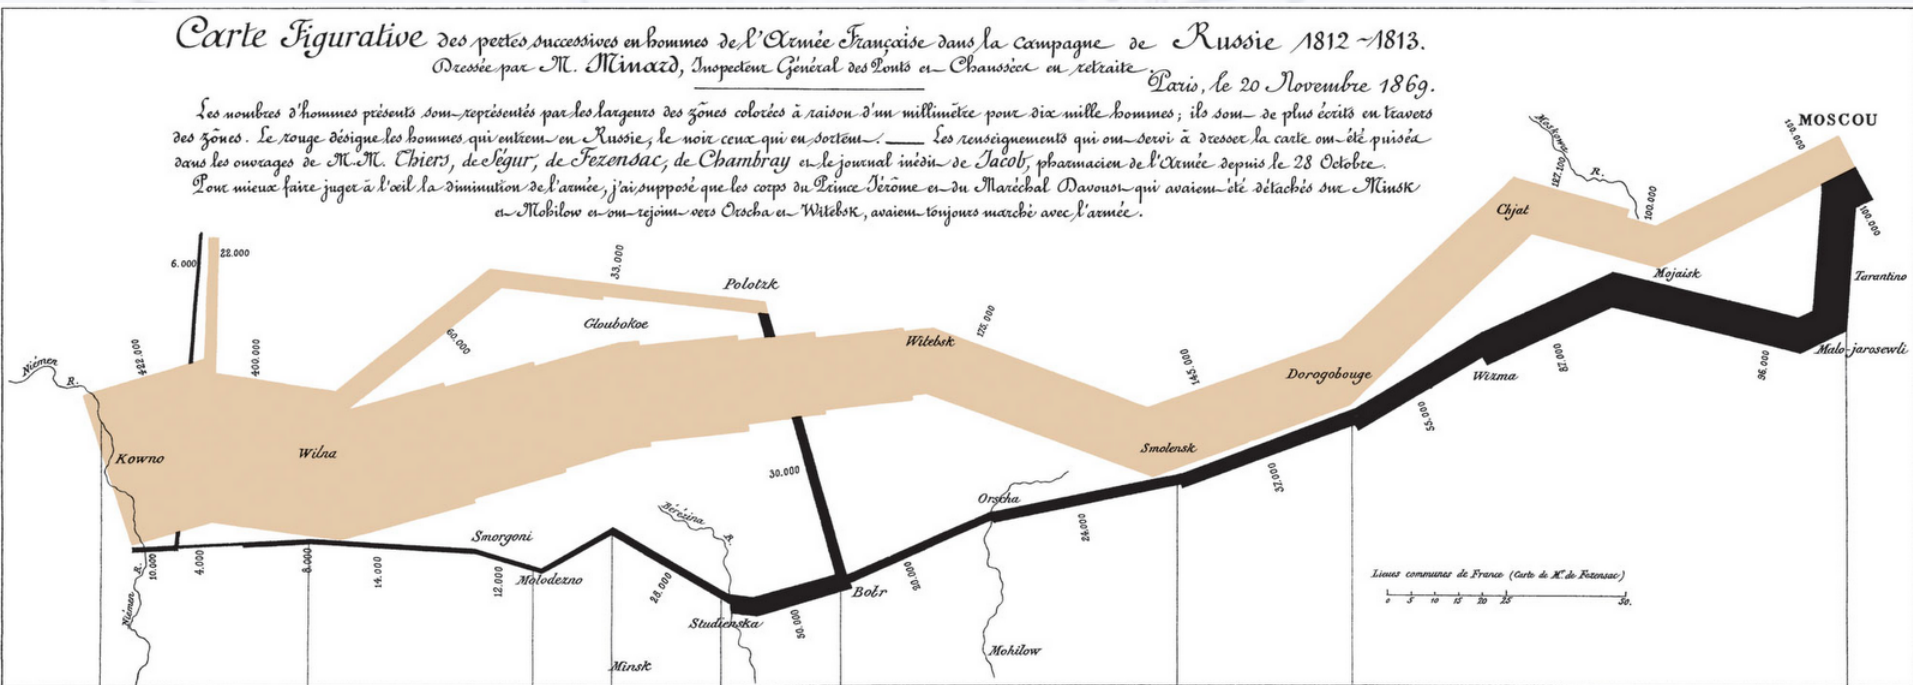 Carte Figurative des pertes successives en hommes de l'Armée Française dans la campagne de Russie 1812~1813.
Dressée par M. Minard, Inspecteur Général des Ponts et Chaussées en retraite.
Paris, le 20 Novembre 1869.
Les nombres d'hommes présents sont représentés par les largeurs des zônes colorées à raison d'un millimètre pour dix mille hommes; ils sont de plus écrits en travers
des zônes. Le rouge désigne les hommes qui entrent en Russie, le noir ceux qui en sortent. ___ Les renseignements qui ont servi à dresser la carte ont été puisés
dans les ouvrages de M.M. Thiers, de Ségur, de Fezensac, de Chambray et le journal inédit de Jacob, pharmacien de l'Armée depuis le 28 Octobre.
Pour mieux faire juger à l'œil la diminution de l'armée, j'ai supposé que les corps du Prince Jérôme et du Maréchal Davoust qui avaient été détachés sur Minsk
et Mohilow et ont rejoint vers Orscha et Witebsk, avaient toujours marché avec l'armée.
MOSCOU
100.000
Moskowa
R.
127.100
100.000
Chjat
Mojaisk
100.000
Tarantino
Malo-jarosewli
6.000
22.000
60.000
33.000
Polotzk
Gloubokoe
Witebsk
175.000
145.000
Dorogobouge
Wizma
87.000
96.000
55.000
Niémen
R.
422.000
400.000
Kowno
Wilna
Smolensk
37.000
30.000
Orscha
24.000
Bérézina
R.
Smorgoni
Molodezno
10.000
4.000
8.000
14.000
12.000
28.000
Studienska
50.000
Bobr
20.000
R.
Niémen
Minsk
Mohilow
Lieues communes de France (Carte de M. de Fezensac)
0 5 10 15 20 25 50.